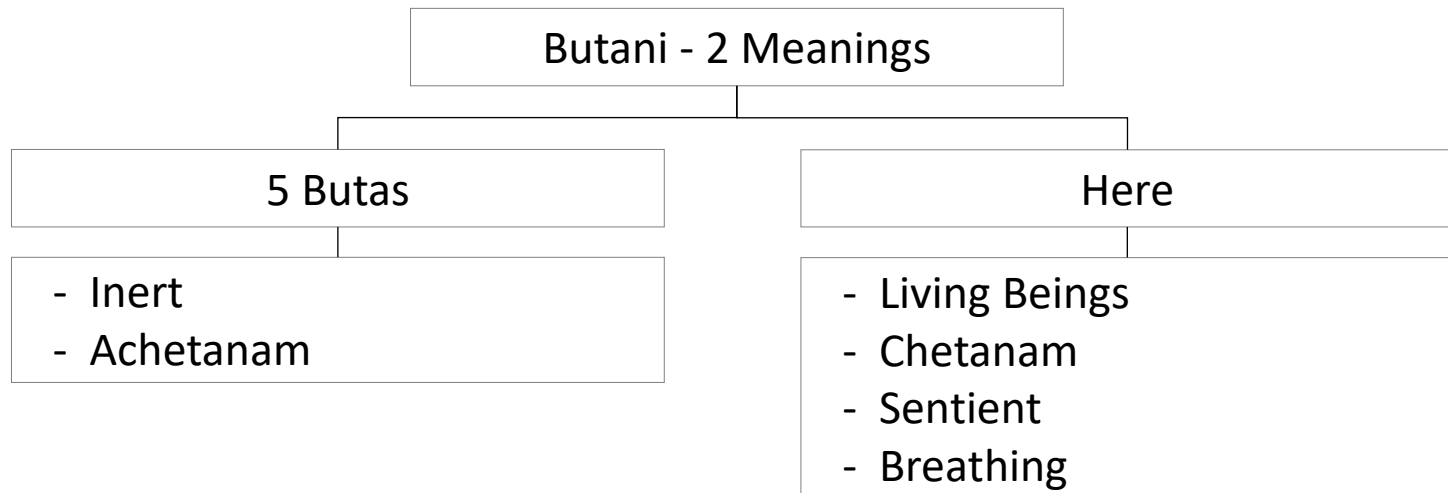 Butani - 2 Meanings
5 Butas
- Inert
- Achetanam
Here
- Living Beings
- Chetanam
- Sentient
- Breathing